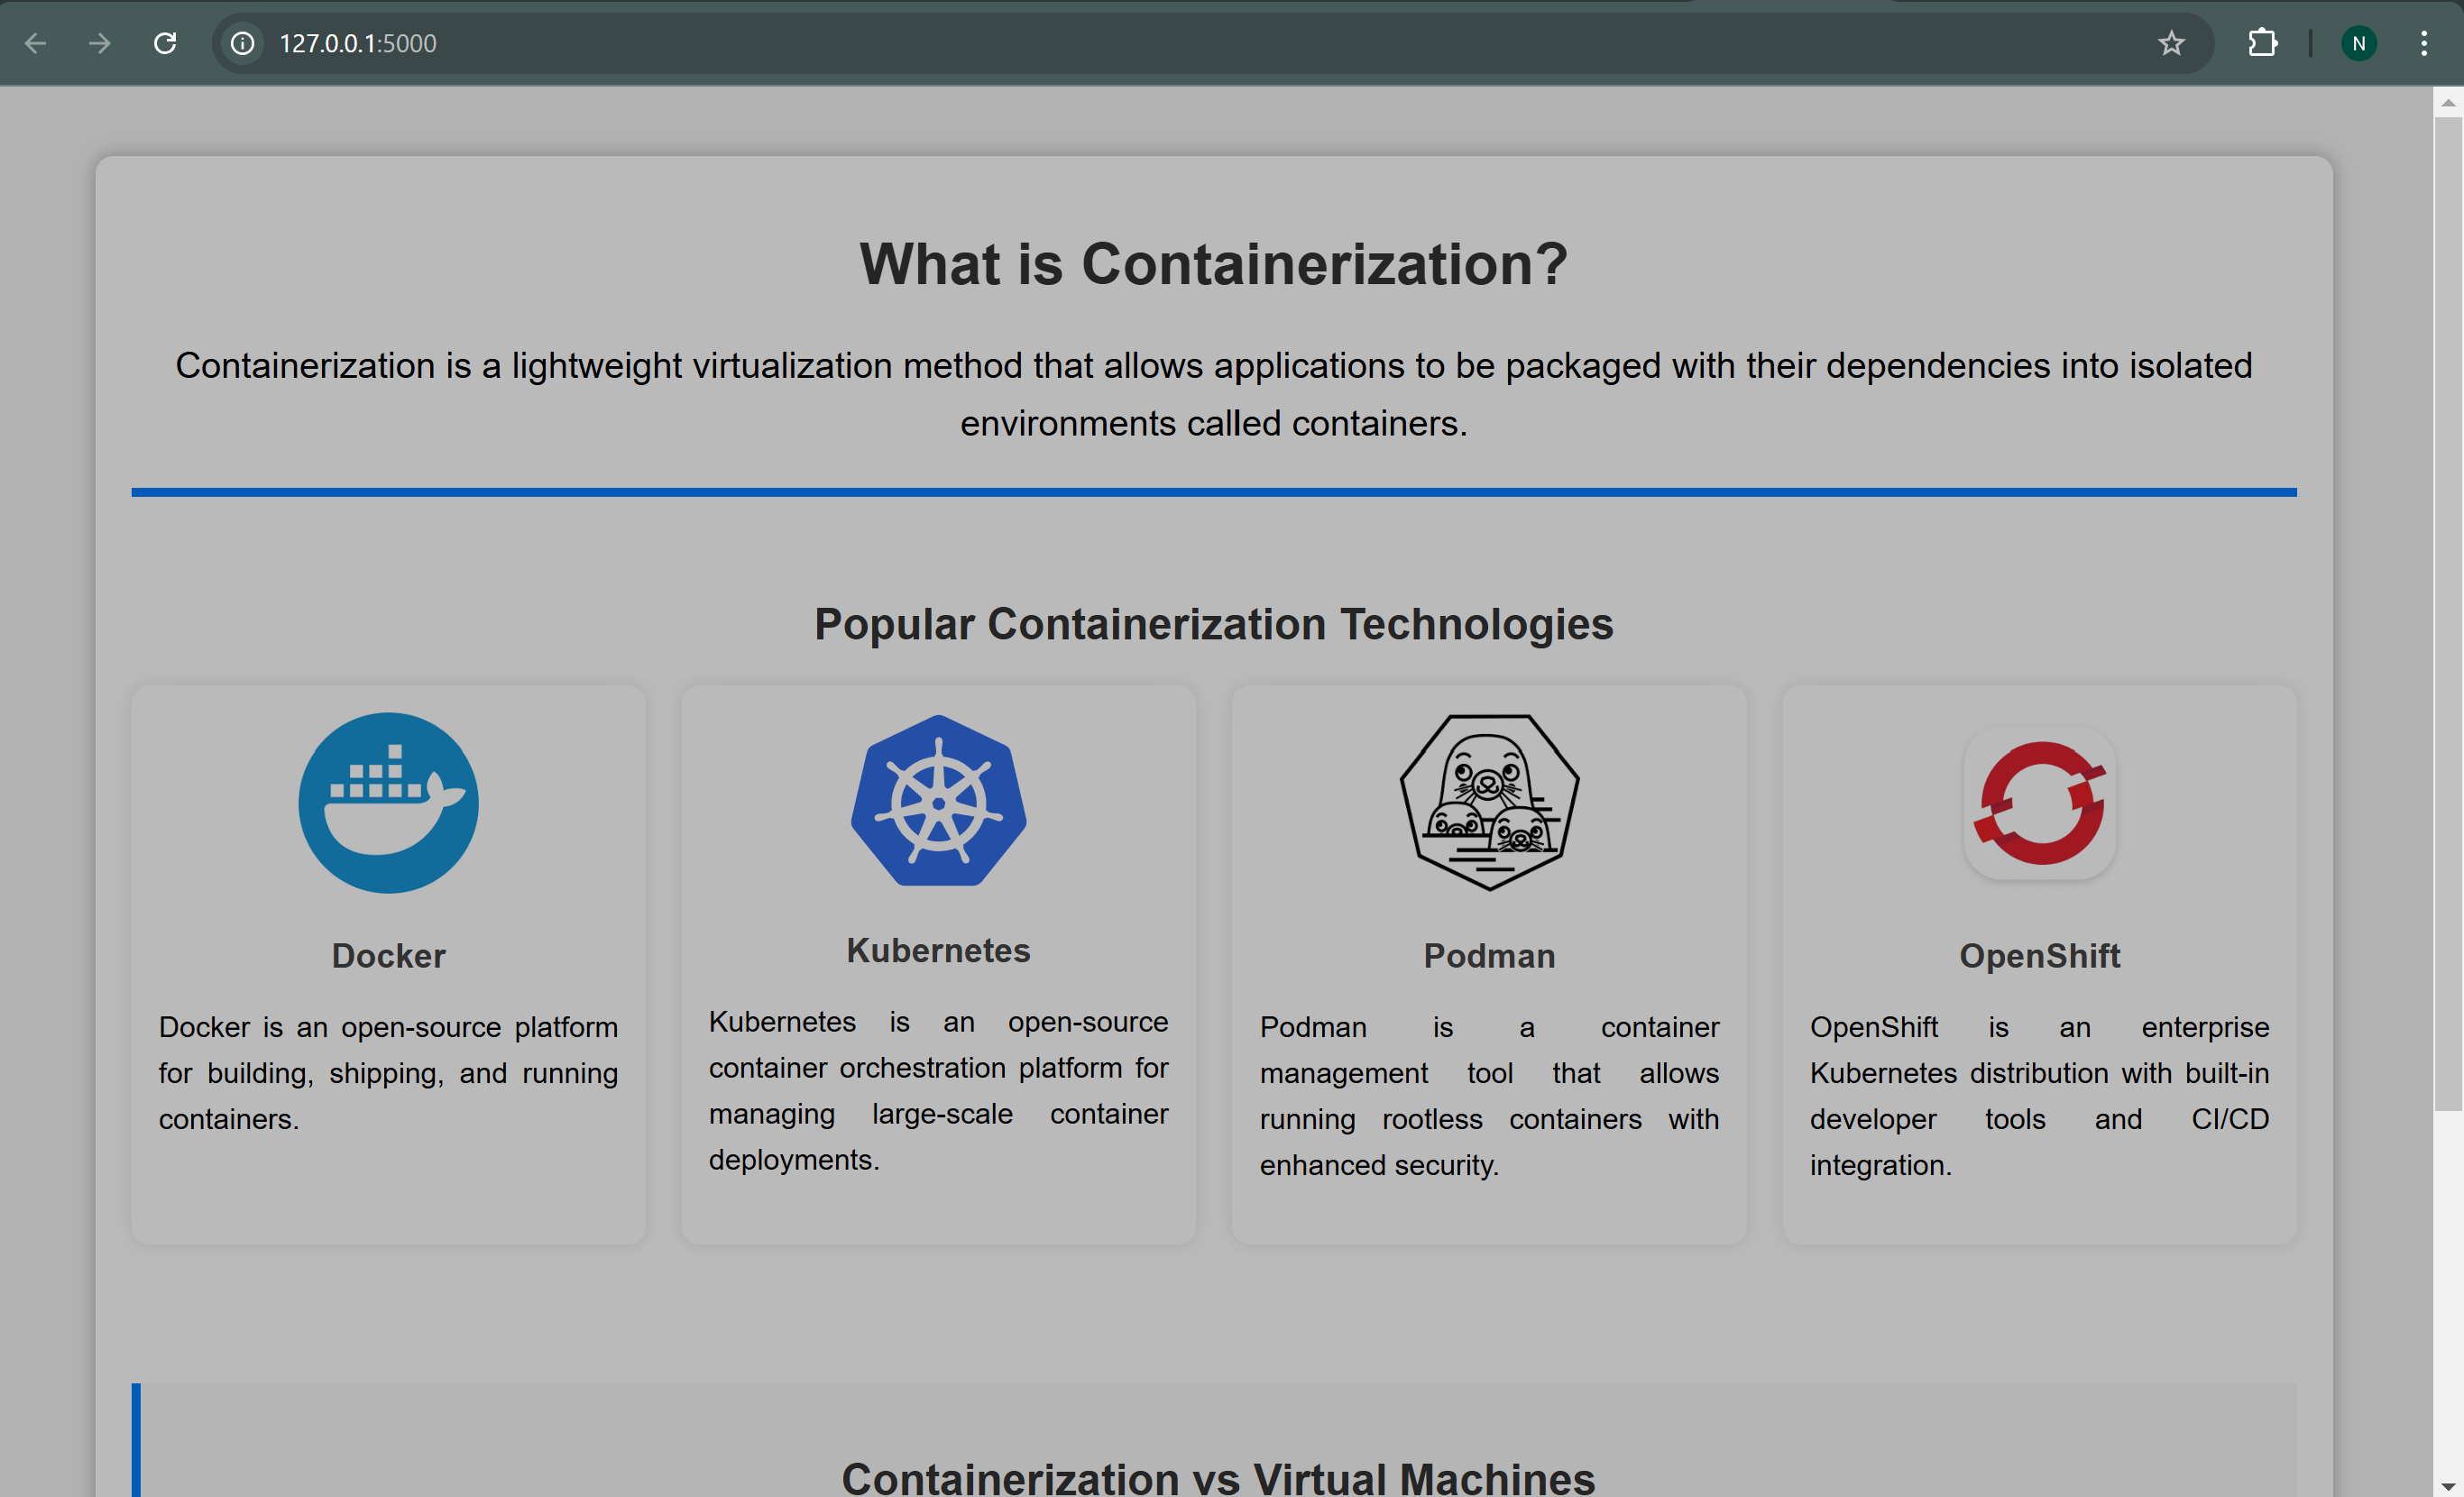 127.0.0.1:5000
N
What is Containerization?
Containerization is a lightweight virtualization method that allows applications to be packaged with their dependencies into isolated
environments called containers.
Popular Containerization Technologies
Docker
Docker is an open-source platform
for building, shipping, and running
containers.
Kubernetes
Kubernetes is an open-source
container orchestration platform for
managing large-scale container
deployments.
Podman
Podman is a container
management tool that allows
running rootless containers with
enhanced security.
OpenShift
OpenShift is an enterprise
Kubernetes distribution with built-in
developer tools and CI/CD
integration.
Containerization vs Virtual Machines